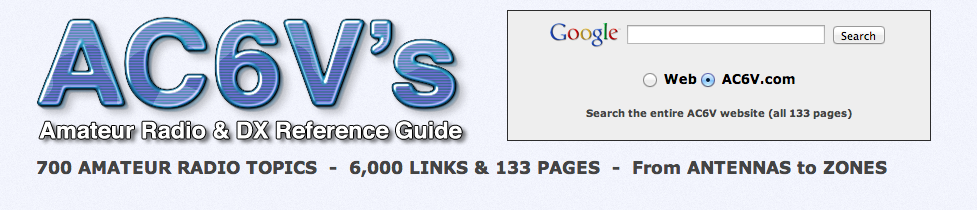 AC6V's
Amateur Radio & DX Reference Guide
Google Search
Web AC6V.com
Search the entire AC6V website (all 133 pages)
700 AMATEUR RADIO TOPICS - 6,000 LINKS & 133 PAGES - From ANTENNAS to ZONES